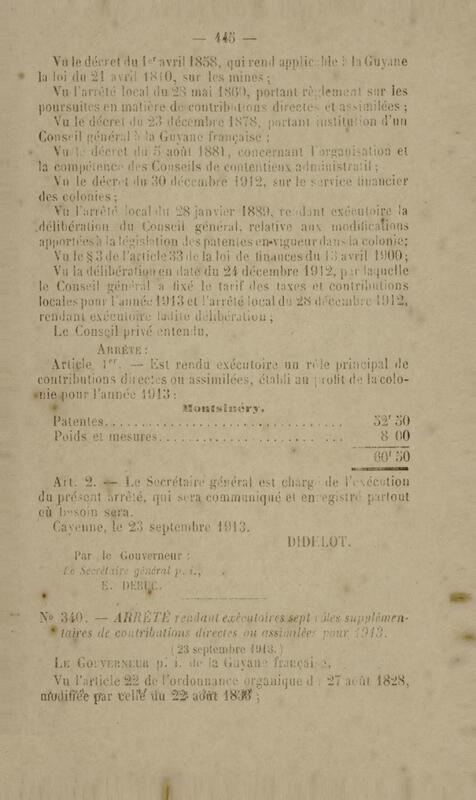 — 445 —
Vu le décret du 1er avril 1858, qui rend applicable à la Guyane
la loi du 21 avril 1810, sur les mines ;
Vu l'arrêté local du 28 mai 1860, portant règlement sur les
poursuites en matière de contributions directes et assimilées ;
Vu le décret du 23 décembre 1878, portant institution d'un
Conseil général à la Guyane française ;
Vu le décret du 5 août 1881, concernant l'organisation et
la compétence des Conseils de contentieux administratif ;
Vu le décret du 30 décembre 1912, sur le service financier
des colonies ;
Vu l'arrêté local du 28 janvier 1889, rendant exécutoire la
délibération du Conseil général, relative aux modifications
apportées à la législation des patentes en vigueur dans la colonie;
Vu le § 3 de l'article 33 de la loi de finances du 13 avril 1900 ;
Vu la délibération en date du 24 décembre 1912, par laquelle
le Conseil général a fixé le tarif des taxes et contributions
locales pour l'année 1913 et l'arrêté local du 28 décembre 1912,
rendant exécutoire ladite délibération ;
Le Conseil privé entendu,
ARRÊTE :
Article 1er. — Est rendu exécutoire un rôle principal de
contributions directes ou assimilées, établi au profit de la colo-
nie pour l'année 1913 :
Montsinéry.
Patentes........................................ 52f 50
Poids et mesures................................ 8 00
60f 50
Art. 2. — Le Secrétaire général est chargé de l'exécution
du présent arrêté, qui sera communiqué et enregistré partout
où besoin sera.
Cayenne, le 23 septembre 1913.
DIDELOT.
Par le Gouverneur :
Le Secrétaire général p. i.,
E. DEBUC.
No 340. — ARRÊTÉ rendant exécutoires sept rôles supplémen-
taires de contributions directes ou assimilées pour 1913.
(23 septembre 1913.)
LE GOUVERNEUR p. i. de la Guyane française,
Vu l'article 22 de l'ordonnance organique du 27 août 1828,
modifiée par celle du 22 août 1833 ;